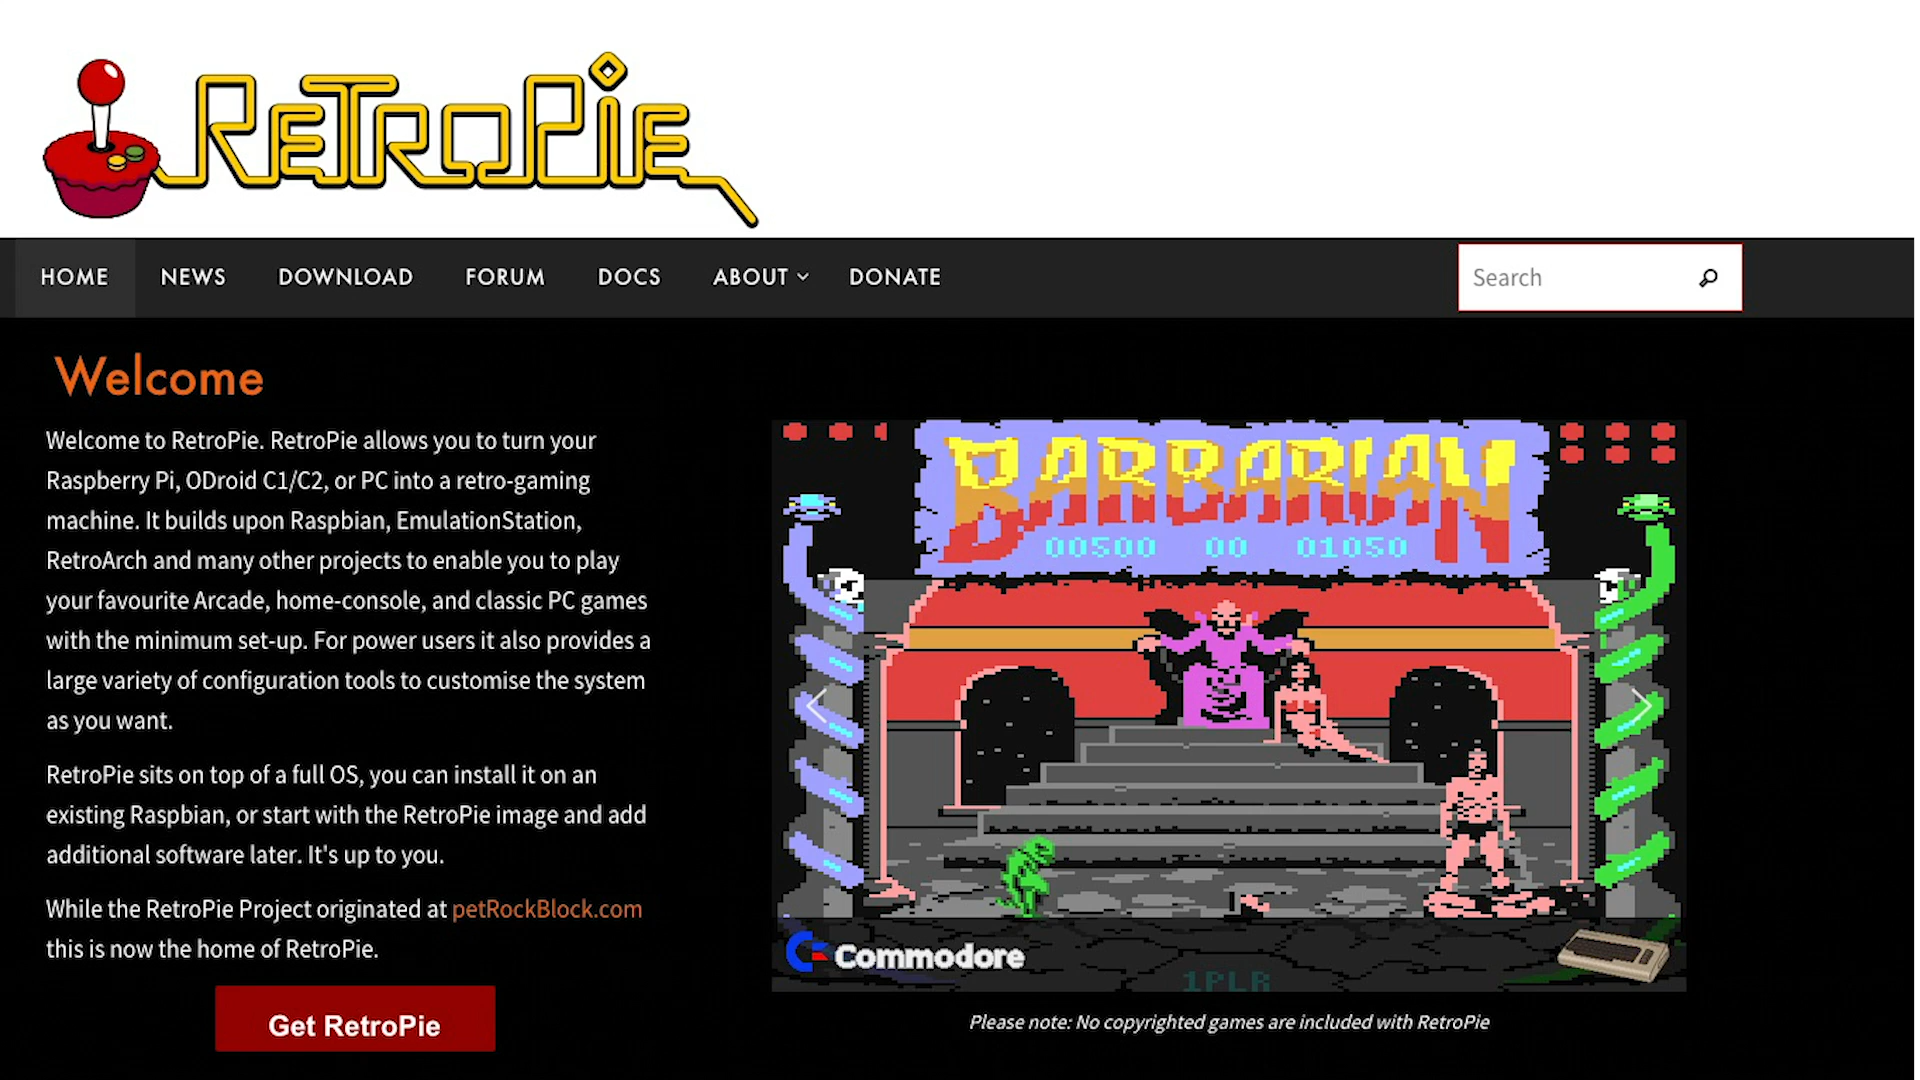 RETROPIE
HOME NEWS DOWNLOAD FORUM DOCS ABOUT DONATE Search
Welcome
Welcome to RetroPie. RetroPie allows you to turn your
Raspberry Pi, ODroid C1/C2, or PC into a retro-gaming
machine. It builds upon Raspbian, EmulationStation,
RetroArch and many other projects to enable you to play
your favourite Arcade, home-console, and classic PC games
with the minimum set-up. For power users it also provides a
large variety of configuration tools to customise the system
as you want.
RetroPie sits on top of a full OS, you can install it on an
existing Raspbian, or start with the RetroPie image and add
additional software later. It's up to you.
While the RetroPie Project originated at petRockBlock.com
this is now the home of RetroPie.
Get RetroPie
BARBARIAN
00500 00 01050
Commodore
1PLR
Please note: No copyrighted games are included with RetroPie